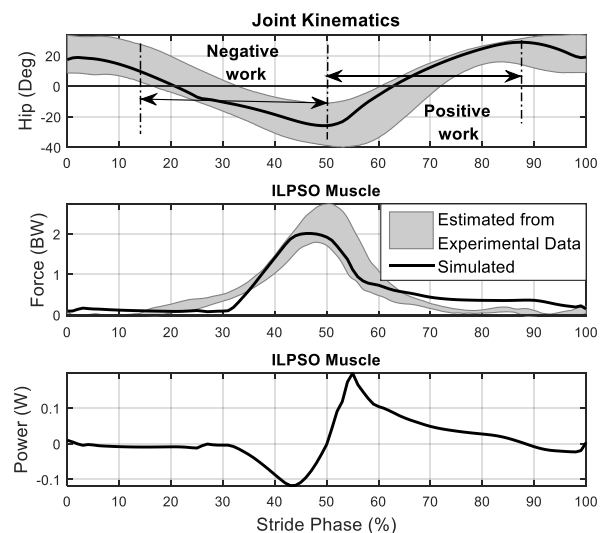 Joint Kinematics
Hip (Deg)
20
0
-20
-40
Negative
work
Positive
work
0 10 20 30 40 50 60 70 80 90 100
ILPSO Muscle
Force (BW)
2
1
0
Estimated from
Experimental Data
Simulated
0 10 20 30 40 50 60 70 80 90 100
ILPSO Muscle
Power (W)
0.1
0
-0.1
0 10 20 30 40 50 60 70 80 90 100
Stride Phase (%)